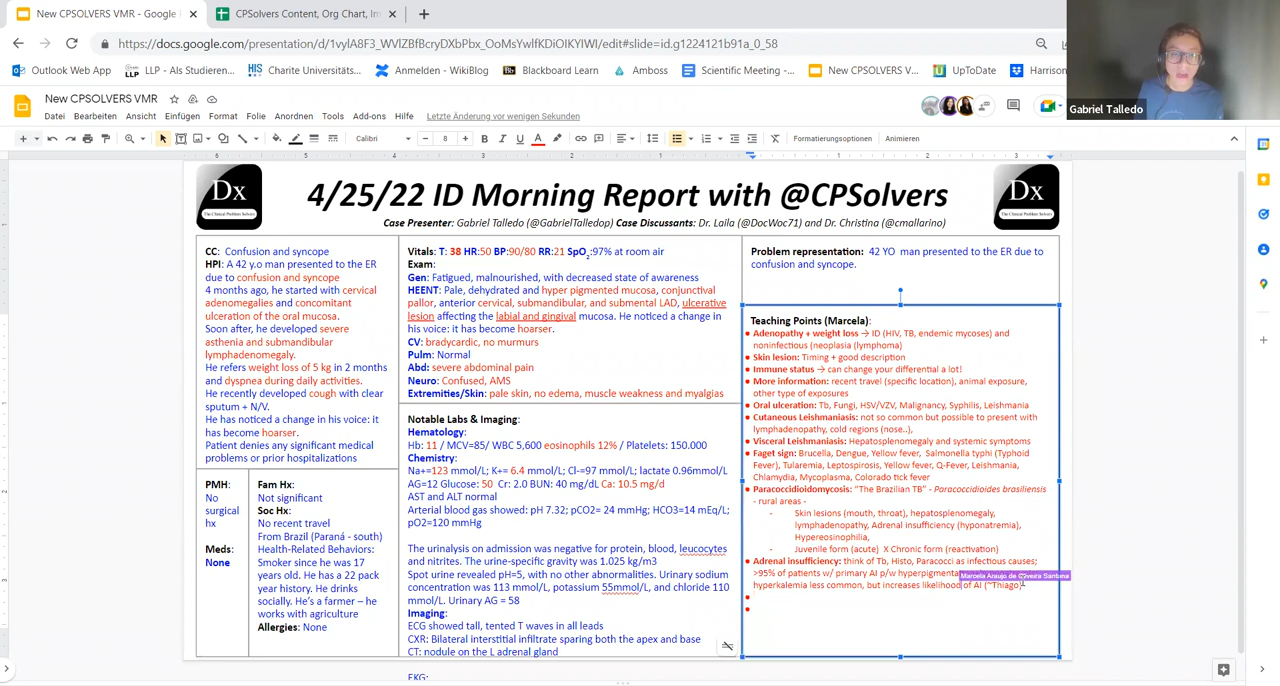 New CPSOLVERS VMR - Google
CPSolvers Content, Org Chart, Im
https://docs.google.com/presentation/d/1vylA8F3_WVlZBfBcryDXbPbx_OoMsYwlfKDiOIKYIWI/edit#slide=id.g1224121b91a_0_58
Outlook Web App
LLP - Als Studieren...
Charite Universitäts...
Anmelden - WikiBlog
Blackboard Learn
Amboss
Scientific Meeting -...
New CPSOLVERS V...
UpToDate
Harrison
Gabriel Talledo
New CPSOLVERS VMR
Datei Bearbeiten Ansicht Einfügen Format Folie Anordnen Tools Add-ons Hilfe Letzte Änderung vor wenigen Sekunden
Calibri 8 Formatierungsoptionen Animieren
Dx
The Clinical Problem Solvers
4/25/22 ID Morning Report with @CPSolvers
Case Presenter: Gabriel Talledo (@GabrielTalledop) Case Discussants: Dr. Laila (@DocWoc71) and Dr. Christina (@cmallarino)
Dx
The Clinical Problem Solvers
CC: Confusion and syncope
HPI: A 42 y.o man presented to the ER
due to confusion and syncope
4 months ago, he started with cervical
adenomegalies and concomitant
ulceration of the oral mucosa.
Soon after, he developed severe
asthenia and submandibular
lymphadenomegaly.
He refers weight loss of 5 kg in 2 months
and dyspnea during daily activities.
He recently developed cough with clear
sputum + N/V.
He has noticed a change in his voice: it
has become hoarser.
Patient denies any significant medical
problems or prior hospitalizations
PMH:
No
surgical
hx
Meds:
None
Fam Hx:
Not significant
Soc Hx:
No recent travel
From Brazil (Paraná - south)
Health-Related Behaviors:
Smoker since he was 17
years old. He has a 22 pack
year history. He drinks
socially. He's a farmer – he
works with agriculture
Allergies: None
Vitals: T: 38 HR:50 BP:90/80 RR:21 SpO2:97% at room air
Exam:
Gen: Fatigued, malnourished, with decreased state of awareness
HEENT: Pale, dehydrated and hyper pigmented mucosa, conjunctival
pallor, anterior cervical, submandibular, and submental LAD, ulcerative
lesion affecting the labial and gingival mucosa. He noticed a change in
his voice: it has become hoarser.
CV: bradycardic, no murmurs
Pulm: Normal
Abd: severe abdominal pain
Neuro: Confused, AMS
Extremities/Skin: pale skin, no edema, muscle weakness and myalgias
Notable Labs & Imaging:
Hematology:
Hb: 11 / MCV=85/ WBC 5,600 eosinophils 12% / Platelets: 150.000
Chemistry:
Na+=123 mmol/L; K+= 6.4 mmol/L; Cl-=97 mmol/L; lactate 0.96mmol/L
AG=12 Glucose: 50 Cr: 2.0 BUN: 40 mg/dL Ca: 10.5 mg/d
AST and ALT normal
Arterial blood gas showed: pH 7.32; pCO2= 24 mmHg; HCO3=14 mEq/L;
pO2=120 mmHg
The urinalysis on admission was negative for protein, blood, leucocytes
and nitrites. The urine-specific gravity was 1.025 kg/m3
Spot urine revealed pH=5, with no other abnormalities. Urinary sodium
concentration was 113 mmol/L, potassium 55mmol/L, and chloride 110
mmol/L. Urinary AG = 58
Imaging:
ECG showed tall, tented T waves in all leads
CXR: Bilateral interstitial infiltrate sparing both the apex and base
CT: nodule on the L adrenal gland
EKG:
Problem representation: 42 YO man presented to the ER due to
confusion and syncope.
Teaching Points (Marcela):
Adenopathy + weight loss → ID (HIV, TB, endemic mycoses) and
noninfectious (neoplasia (lymphoma)
Skin lesion: Timing + good description
Immune status → can change your differential a lot!
More information: recent travel (specific location), animal exposure,
other type of exposures
Oral ulceration: Tb, Fungi, HSV/VZV, Malignancy, Syphilis, Leishmania
Cutaneous Leishmaniasis: not so common but possible to present with
lymphadenopathy, cold regions (nose..),
Visceral Leishmaniasis: Hepatosplenomegaly and systemic symptoms
Faget sign: Brucella, Dengue, Yellow fever, Salmonella typhi (Typhoid
Fever), Tularemia, Leptospirosis, Yellow fever, Q-Fever, Leishmania,
Chlamydia, Mycoplasma, Colorado tick fever
Paracoccidioidomycosis: "The Brazilian TB" - Paracoccidioides brasiliensis
- rural areas -
- Skin lesions (mouth, throat), hepatosplenomegaly,
lymphadenopathy, Adrenal insufficiency (hyponatremia),
Hypereosinophilia,
- Juvenile form (acute) X Chronic form (reactivation)
Adrenal insufficiency: think of Tb, Histo, Paracocci as infectious causes;
>95% of patients w/ primary AI p/w hyperpigmenta
Marcela Araujo de Oliveira Santana
hyperkalemia less common, but increases likelihood of AI (~Thiago)